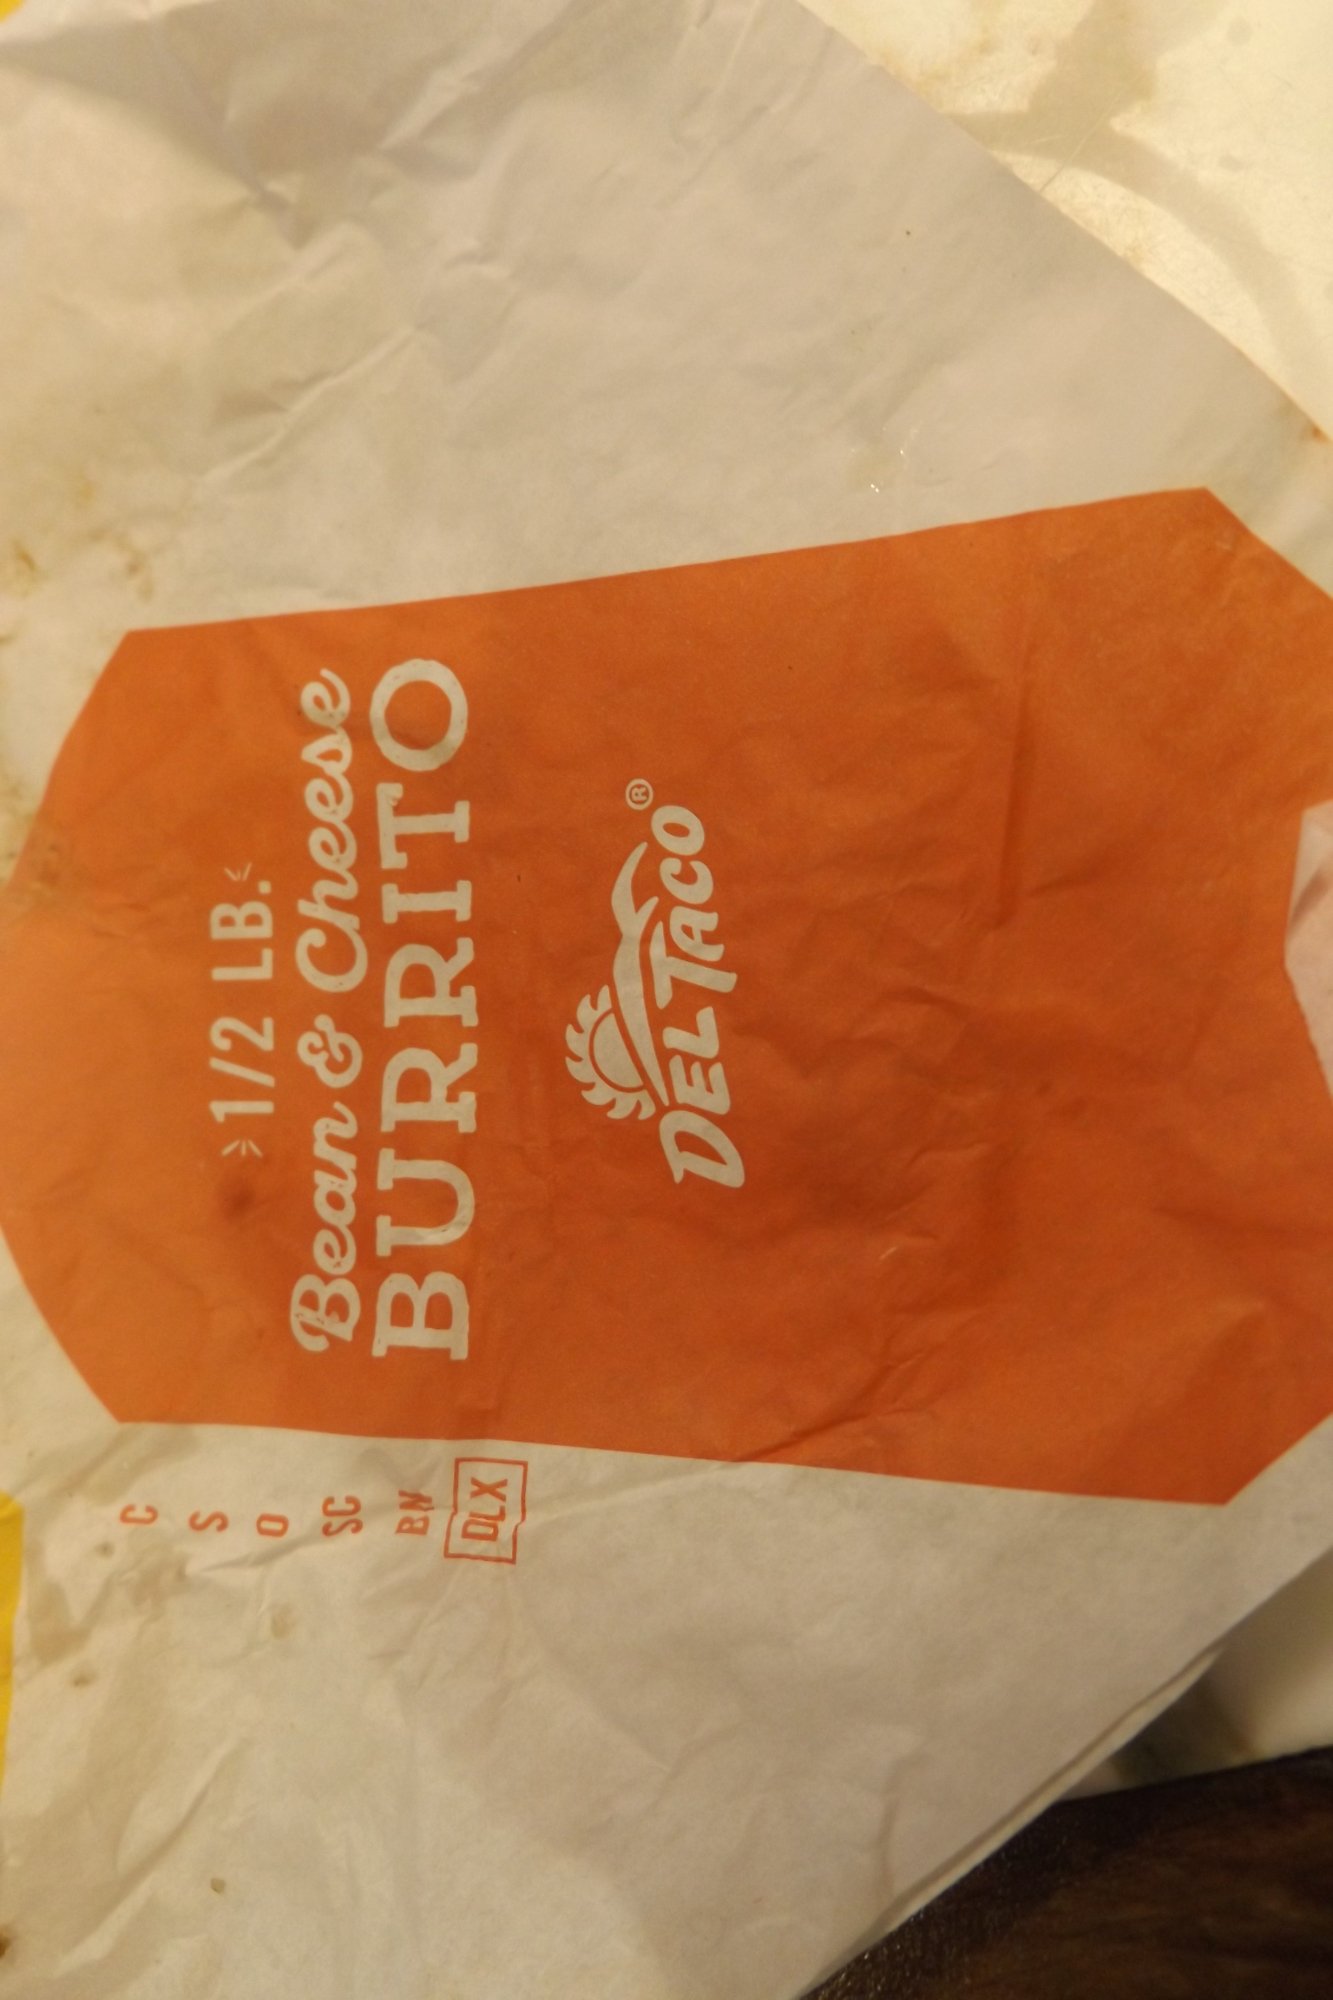 1/2 LB.
Bean & Cheese
BURRITO
DEL TACO®
C
S
O
SC
BN
DLX